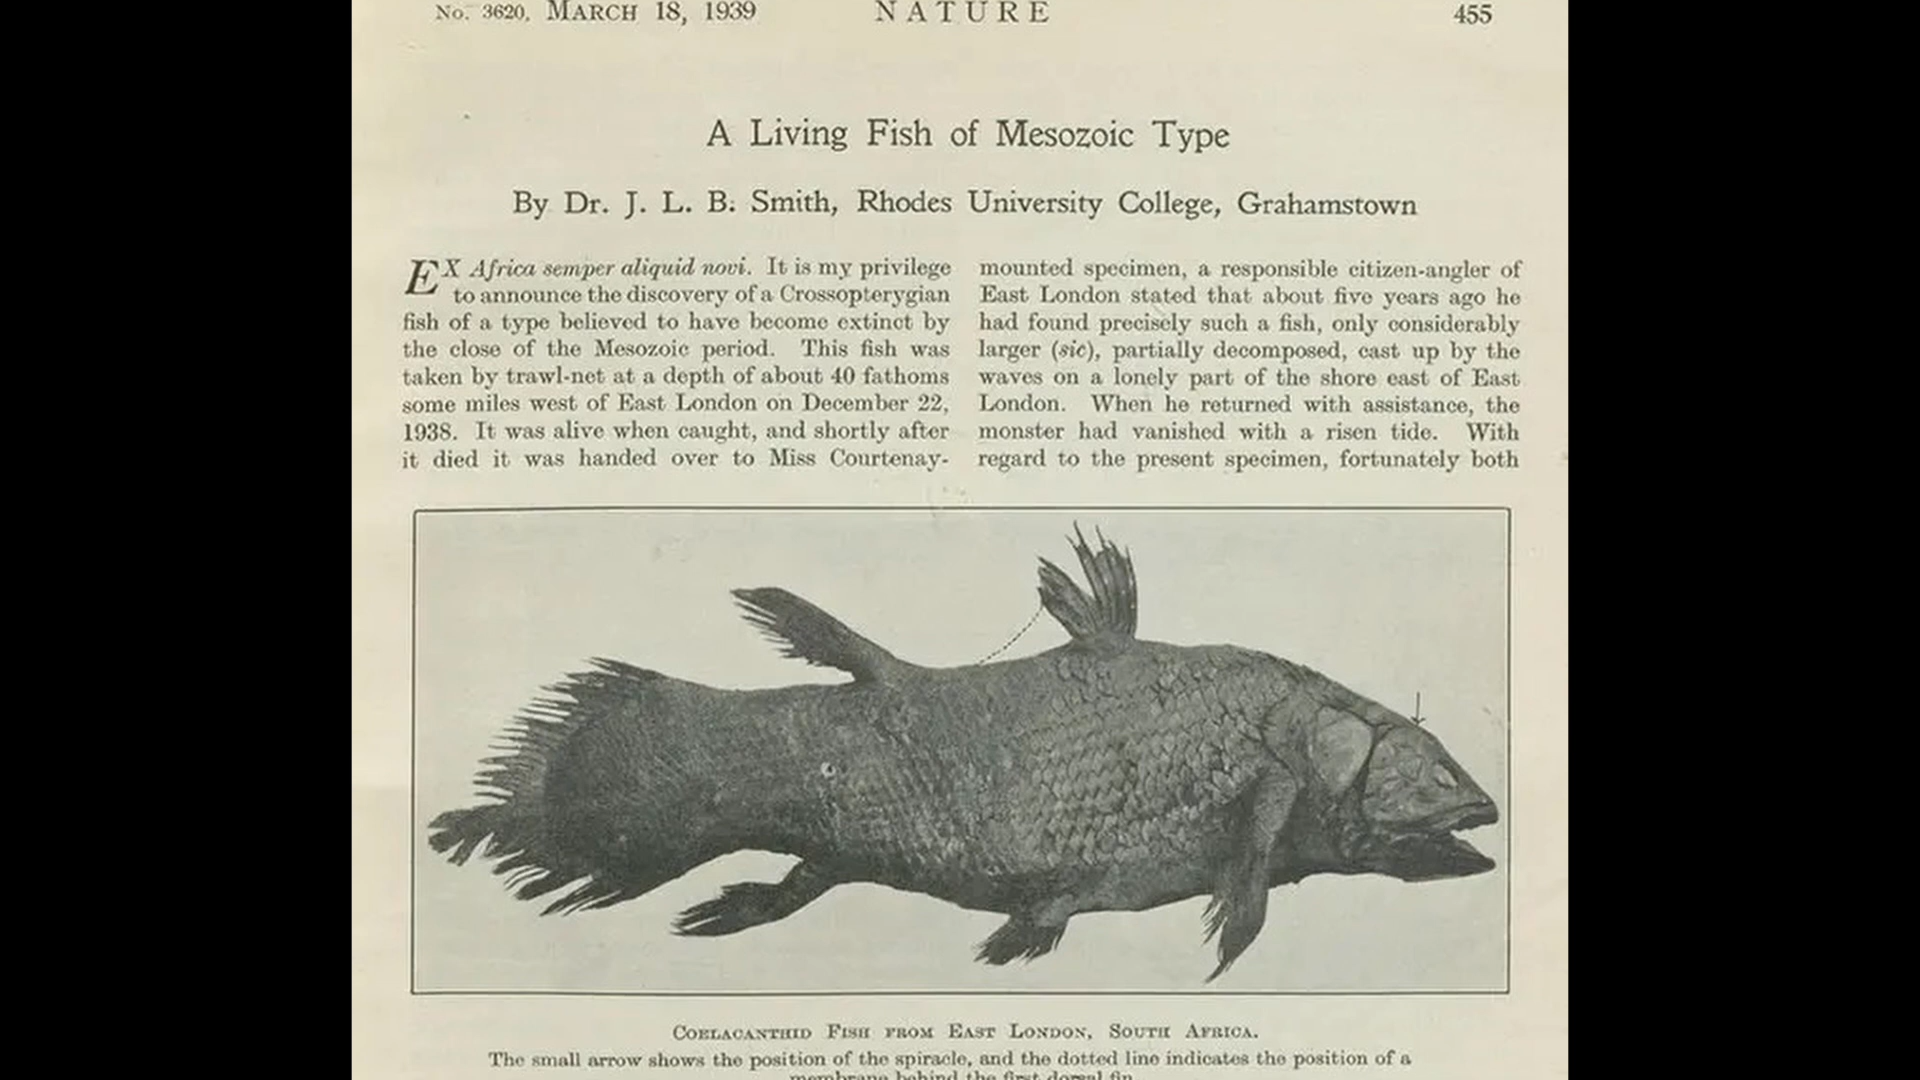 No. 3620, MARCH 18, 1939 NATURE 455
A Living Fish of Mesozoic Type
By Dr. J. L. B. Smith, Rhodes University College, Grahamstown
EX Africa semper aliquid novi. It is my privilege
to announce the discovery of a Crossopterygian
fish of a type believed to have become extinct by
the close of the Mesozoic period. This fish was
taken by trawl-net at a depth of about 40 fathoms
some miles west of East London on December 22,
1938. It was alive when caught, and shortly after
it died it was handed over to Miss Courtenay-
mounted specimen, a responsible citizen-angler of
East London stated that about five years ago he
had found precisely such a fish, only considerably
larger (sic), partially decomposed, cast up by the
waves on a lonely part of the shore east of East
London. When he returned with assistance, the
monster had vanished with a risen tide. With
regard to the present specimen, fortunately both
COELACANTHID FISH FROM EAST LONDON, SOUTH AFRICA.
The small arrow shows the position of the spiracle, and the dotted line indicates the position of a
membrane behind the first dorsal fin.